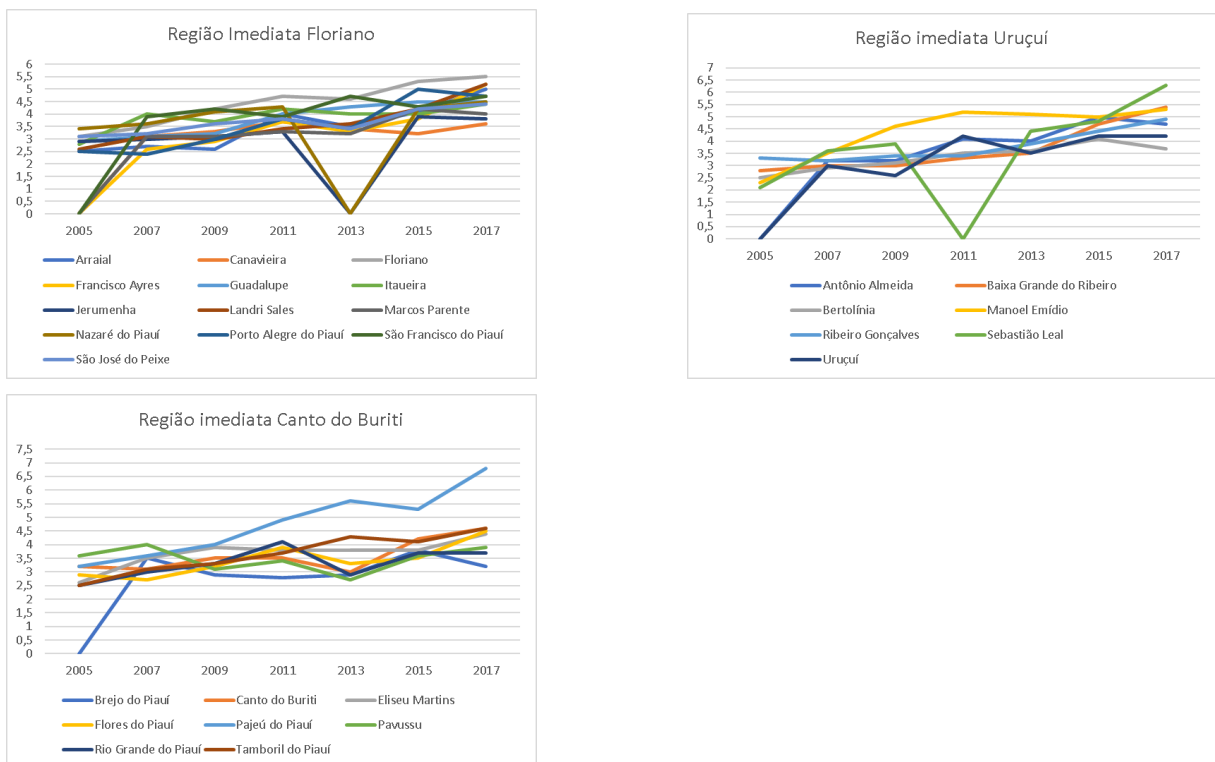 Região Imediata Floriano
6
5,5
5
4,5
4
3,5
3
2,5
2
1,5
1
0,5
0
2005 2007 2009 2011 2013 2015 2017
Arraial Canavieira Floriano
Francisco Ayres Guadalupe Itaueira
Jerumenha Landri Sales Marcos Parente
Nazaré do Piauí Porto Alegre do Piauí São Francisco do Piauí
São José do Peixe
Região imediata Uruçuí
7
6,5
6
5,5
5
4,5
4
3,5
3
2,5
2
1,5
1
0,5
0
2005 2007 2009 2011 2013 2015 2017
Antônio Almeida Baixa Grande do Ribeiro
Bertolínia Manoel Emídio
Ribeiro Gonçalves Sebastião Leal
Uruçuí
Região imediata Canto do Buriti
7,5
7
6,5
6
5,5
5
4,5
4
3,5
3
2,5
2
1,5
1
0,5
0
2005 2007 2009 2011 2013 2015 2017
Brejo do Piauí Canto do Buriti Eliseu Martins
Flores do Piauí Pajeú do Piauí Pavussu
Rio Grande do Piauí Tamboril do Piauí